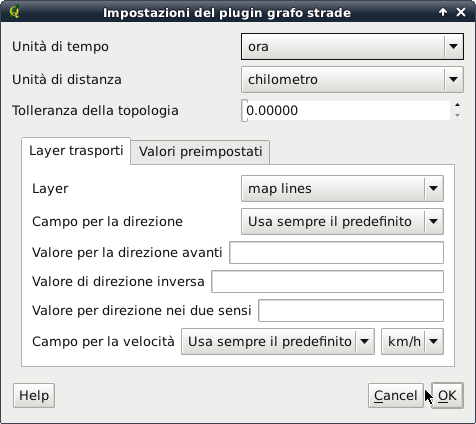 Impostazioni del plugin grafo strade
Unità di tempo ora
Unità di distanza chilometro
Tolleranza della topologia 0.00000
Layer trasporti Valori preimpostati
Layer map lines
Campo per la direzione Usa sempre il predefinito
Valore per la direzione avanti
Valore di direzione inversa
Valore per direzione nei due sensi
Campo per la velocità Usa sempre il predefinito km/h
Help Cancel OK